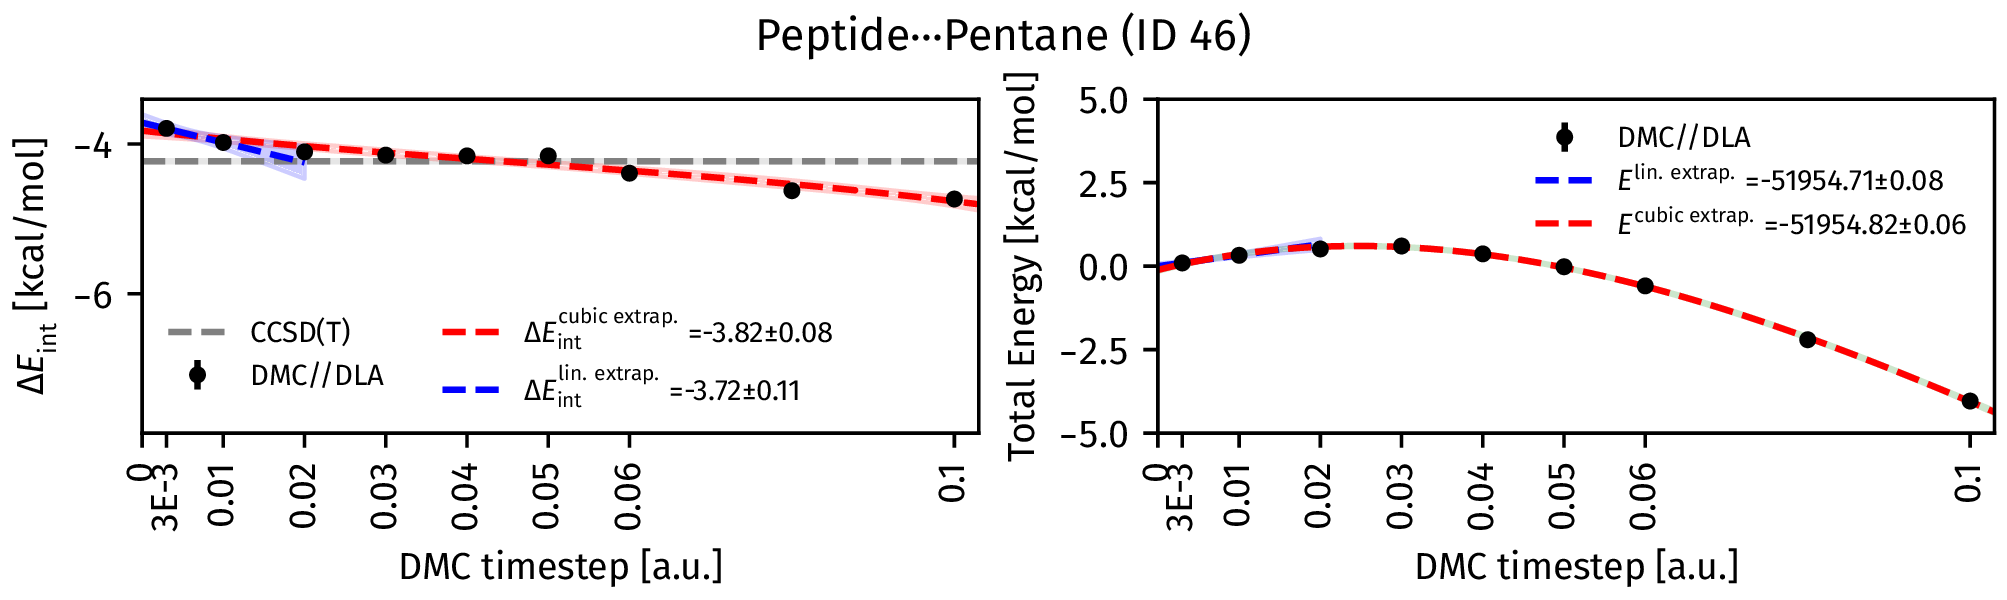 Peptide···Pentane (ID 46)
ΔE_int [kcal/mol]
−4
−6
CCSD(T)
DMC//DLA
ΔE_int^cubic extrap. =-3.82±0.08
ΔE_int^lin. extrap. =-3.72±0.11
0
3E-3
0.01
0.02
0.03
0.04
0.05
0.06
0.1
DMC timestep [a.u.]
Total Energy [kcal/mol]
5.0
2.5
0.0
−2.5
−5.0
DMC//DLA
E^lin. extrap. =-51954.71±0.08
E^cubic extrap. =-51954.82±0.06
0
3E-3
0.01
0.02
0.03
0.04
0.05
0.06
0.1
DMC timestep [a.u.]